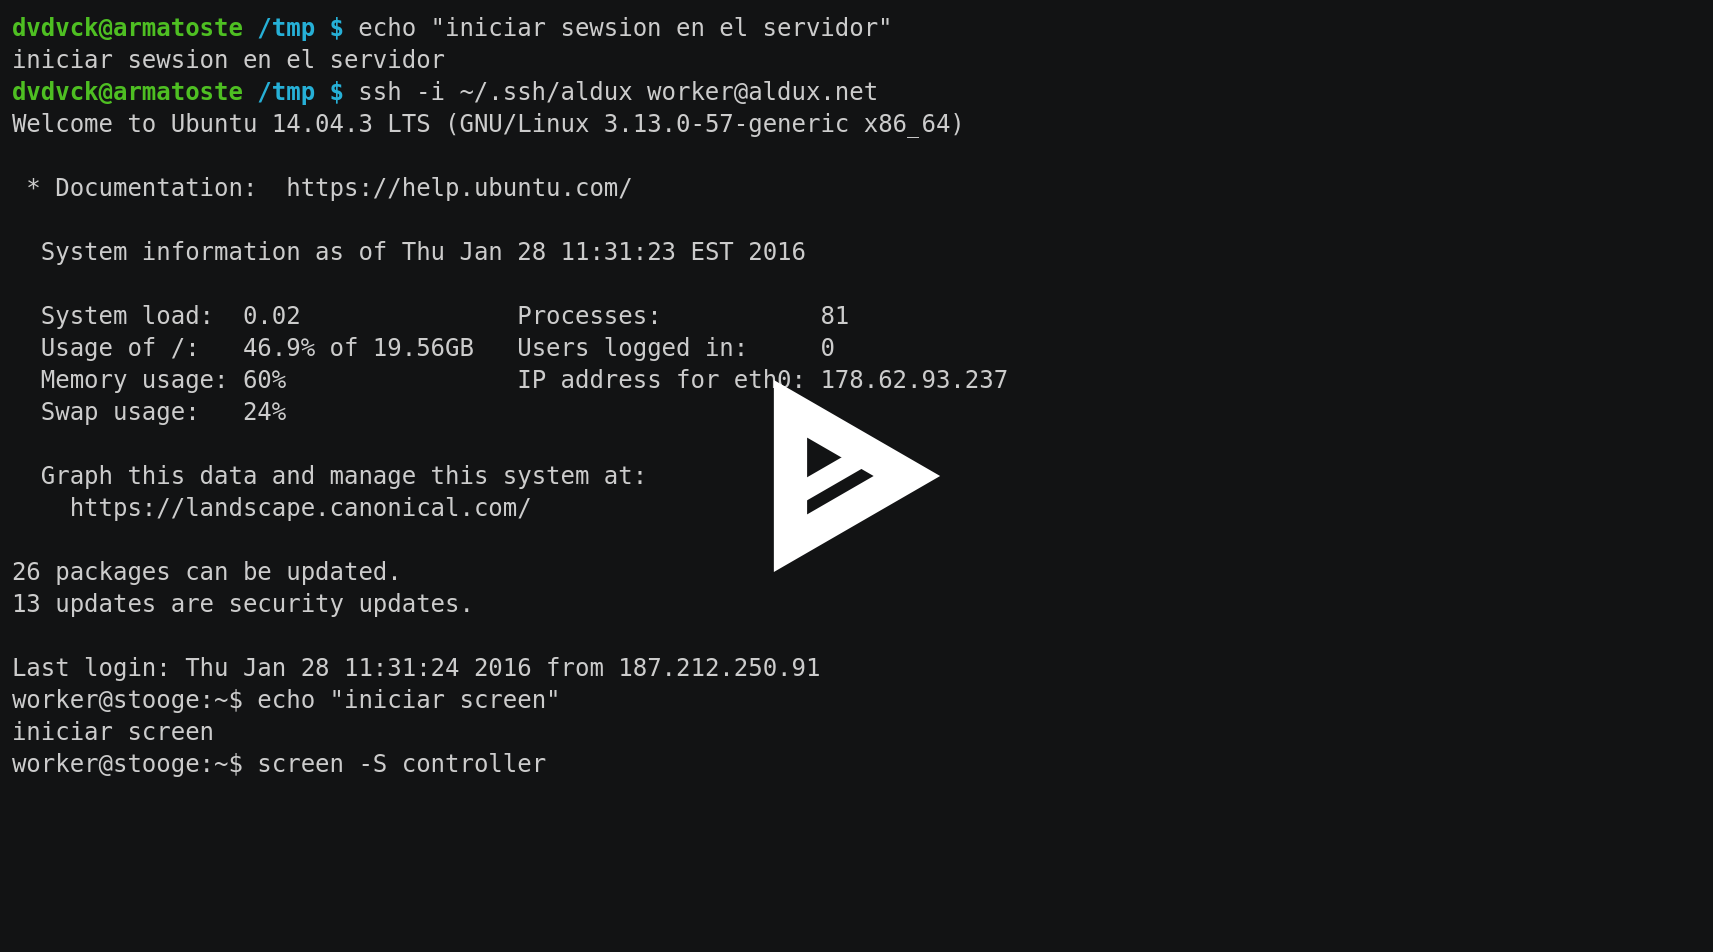 dvdvck@armatoste /tmp $ echo "iniciar sewsion en el servidor"
iniciar sewsion en el servidor
dvdvck@armatoste /tmp $ ssh -i ~/.ssh/aldux worker@aldux.net
Welcome to Ubuntu 14.04.3 LTS (GNU/Linux 3.13.0-57-generic x86_64)
* Documentation:  https://help.ubuntu.com/
System information as of Thu Jan 28 11:31:23 EST 2016
System load:  0.02               Processes:           81
Usage of /:   46.9% of 19.56GB   Users logged in:     0
Memory usage: 60%                IP address for eth0: 178.62.93.237
Swap usage:   24%
Graph this data and manage this system at:
https://landscape.canonical.com/
26 packages can be updated.
13 updates are security updates.
Last login: Thu Jan 28 11:31:24 2016 from 187.212.250.91
worker@stooge:~$ echo "iniciar screen"
iniciar screen
worker@stooge:~$ screen -S controller